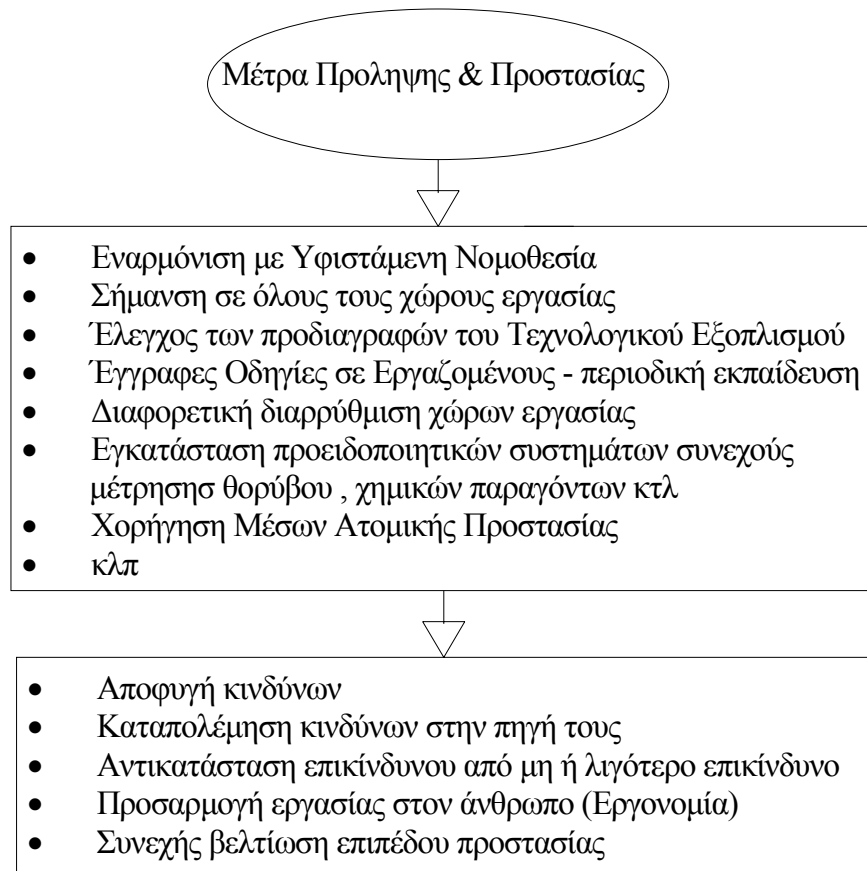 Μέτρα Προληψης & Προστασίας
• Εναρμόνιση με Υφιστάμενη Νομοθεσία
• Σήμανση σε όλους τους χώρους εργασίας
• Έλεγχος των προδιαγραφών του Τεχνολογικού Εξοπλισμού
• Έγγραφες Οδηγίες σε Εργαζομένους - περιοδική εκπαίδευση
• Διαφορετική διαρρύθμιση χώρων εργασίας
• Εγκατάσταση προειδοποιητικών συστημάτων συνεχούς
μέτρησησ θορύβου , χημικών παραγόντων κτλ
• Χορήγηση Μέσων Ατομικής Προστασίας
• κλπ
• Αποφυγή κινδύνων
• Καταπολέμηση κινδύνων στην πηγή τους
• Αντικατάσταση επικίνδυνου από μη ή λιγότερο επικίνδυνο
• Προσαρμογή εργασίας στον άνθρωπο (Εργονομία)
• Συνεχής βελτίωση επιπέδου προστασίας